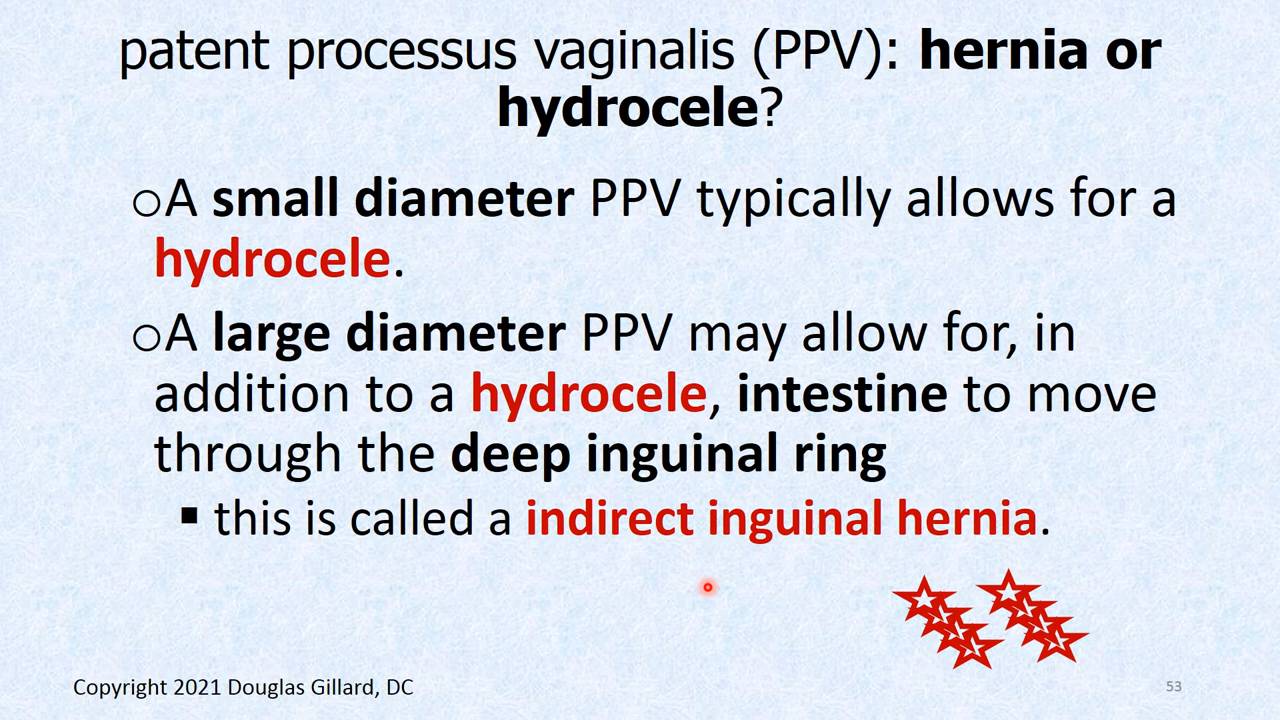 patent processus vaginalis (PPV): hernia or
hydrocele?
oA small diameter PPV typically allows for a
hydrocele.
oA large diameter PPV may allow for, in
addition to a hydrocele, intestine to move
through the deep inguinal ring
▪ this is called a indirect inguinal hernia.
Copyright 2021 Douglas Gillard, DC
53